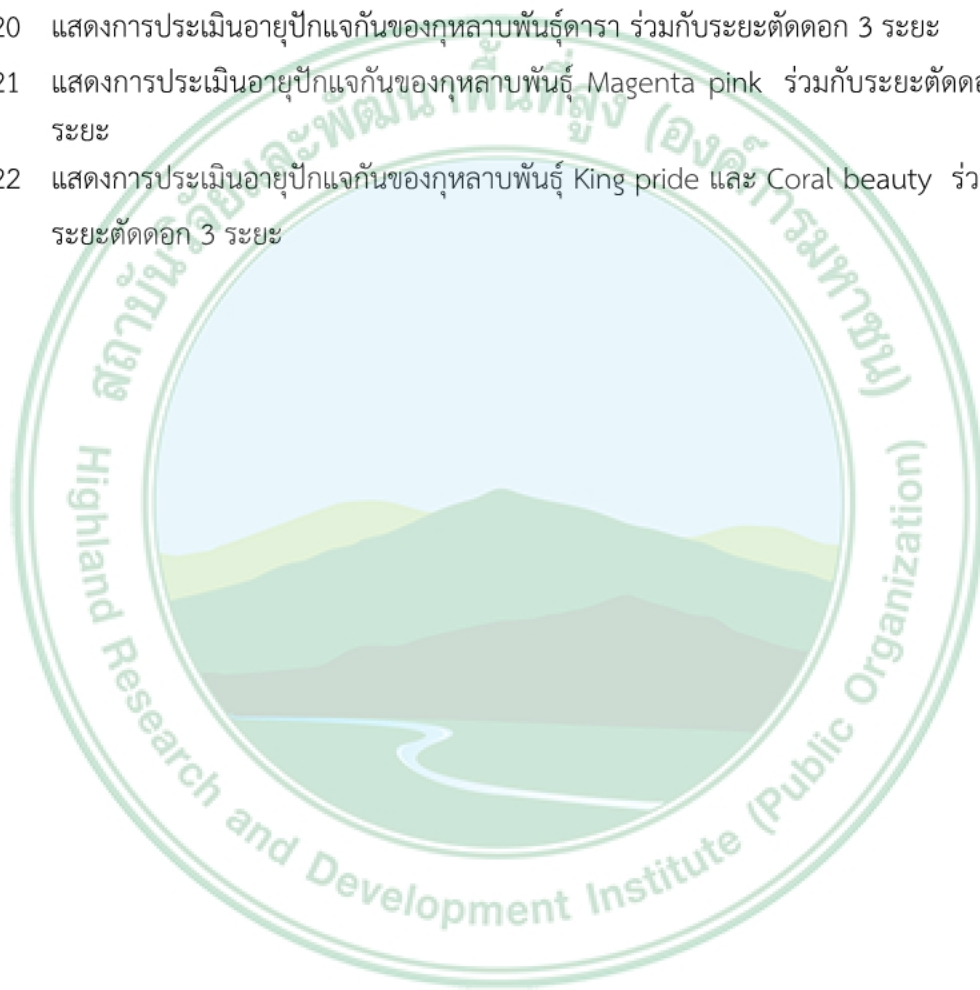 20 แสดงการประเมินอายุปักแจกันของกุหลาบพันธุ์ดารา ร่วมกับระยะตัดดอก 3 ระยะ
21 แสดงการประเมินอายุปักแจกันของกุหลาบพันธุ์ Magenta pink ร่วมกับระยะตัดดอ
ระยะ
22 แสดงการประเมินอายุปักแจกันของกุหลาบพันธุ์ King pride และ Coral beauty ร่ว
ระยะตัดดอก 3 ระยะ
สถาบันวิจัยและพัฒนาพื้นที่สูง (องค์การมหาชน)
Highland Research and Development Institute (Public Organization)